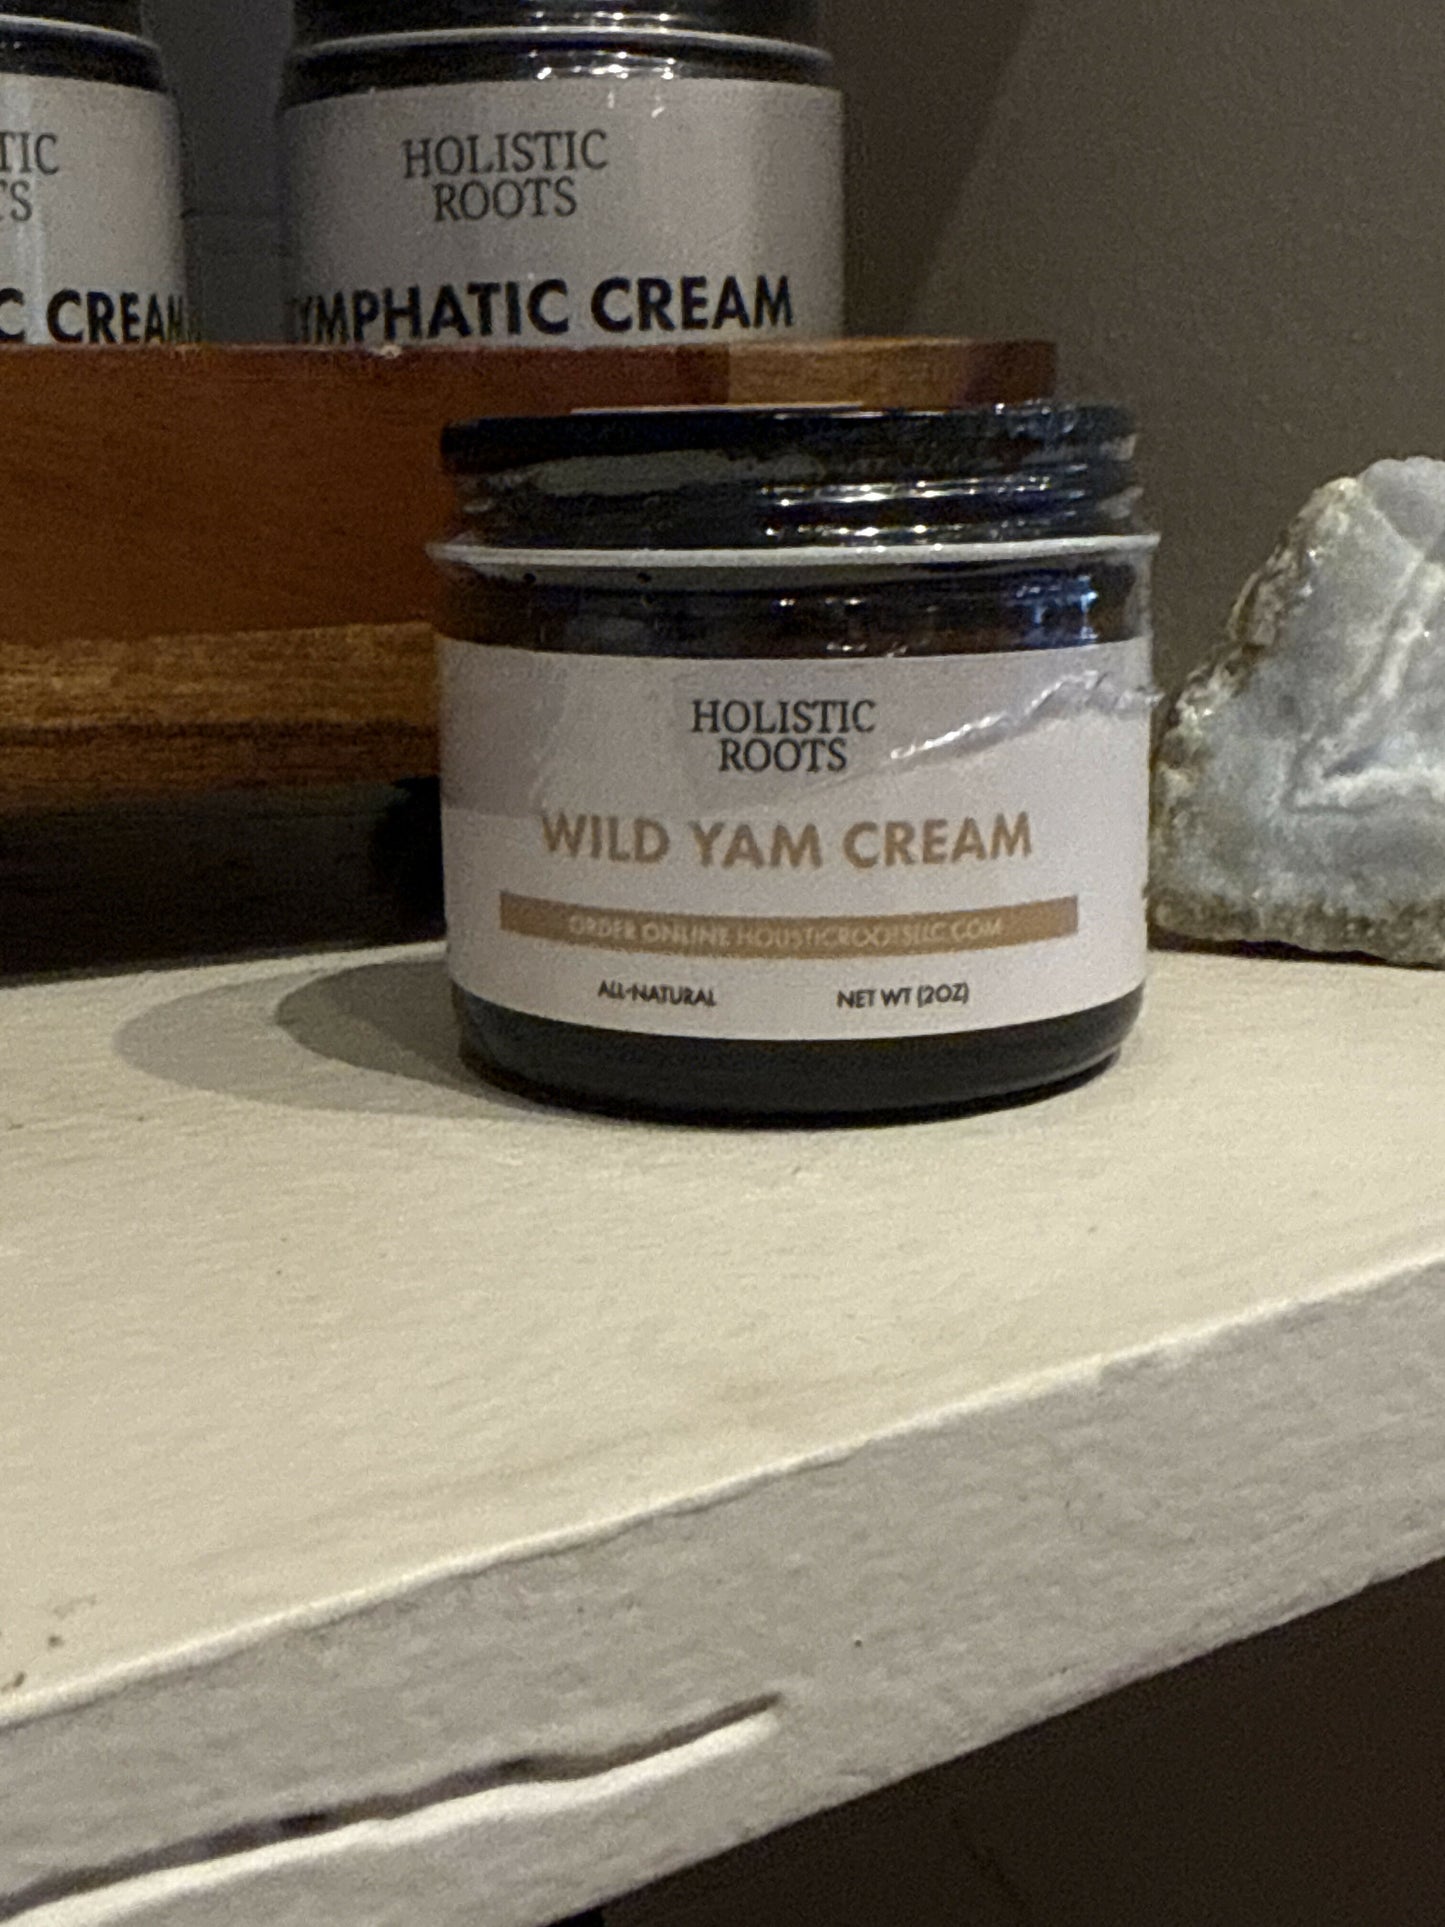 TIC
TS
C CREAM
HOLISTIC
ROOTS
YMPHATIC CREAM
HOLISTIC
ROOTS
WILD YAM CREAM
ORDER ONLINE HOLISTICROOTSLLC.COM
ALL-NATURAL
NET WT (2OZ)